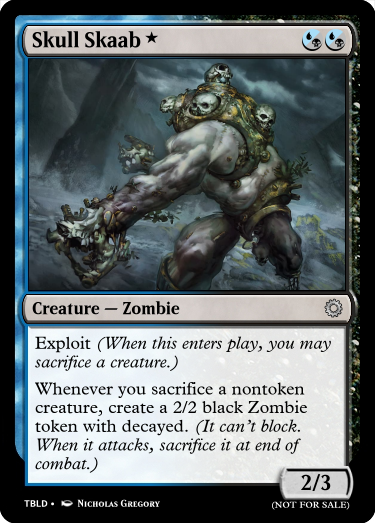 Skull Skaab ★
Creature — Zombie
Exploit (When this enters play, you may
sacrifice a creature.)
Whenever you sacrifice a nontoken
creature, create a 2/2 black Zombie
token with decayed. (It can't block.
When it attacks, sacrifice it at end of
combat.)
2/3
TBLD • Nicholas Gregory
(NOT FOR SALE)